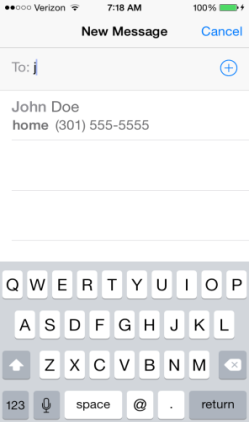 Verizon 7:18 AM 100%
New Message Cancel
To: j
John Doe
home (301) 555-5555
Q W E R T Y U I O P
A S D F G H J K L
Z X C V B N M
123 space @ . return